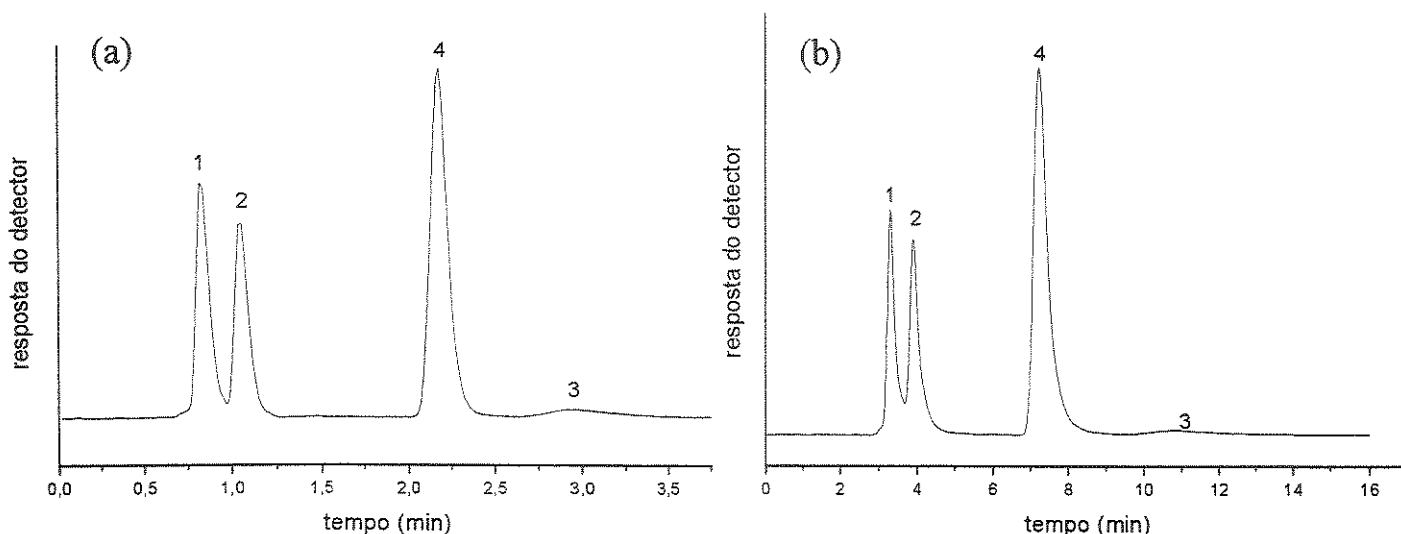 (a)
4
1
2
3
resposta do detector
0,0 0,5 1,0 1,5 2,0 2,5 3,0 3,5
tempo (min)
(b)
4
1
2
3
resposta do detector
0 2 4 6 8 10 12 14 16
tempo (min)